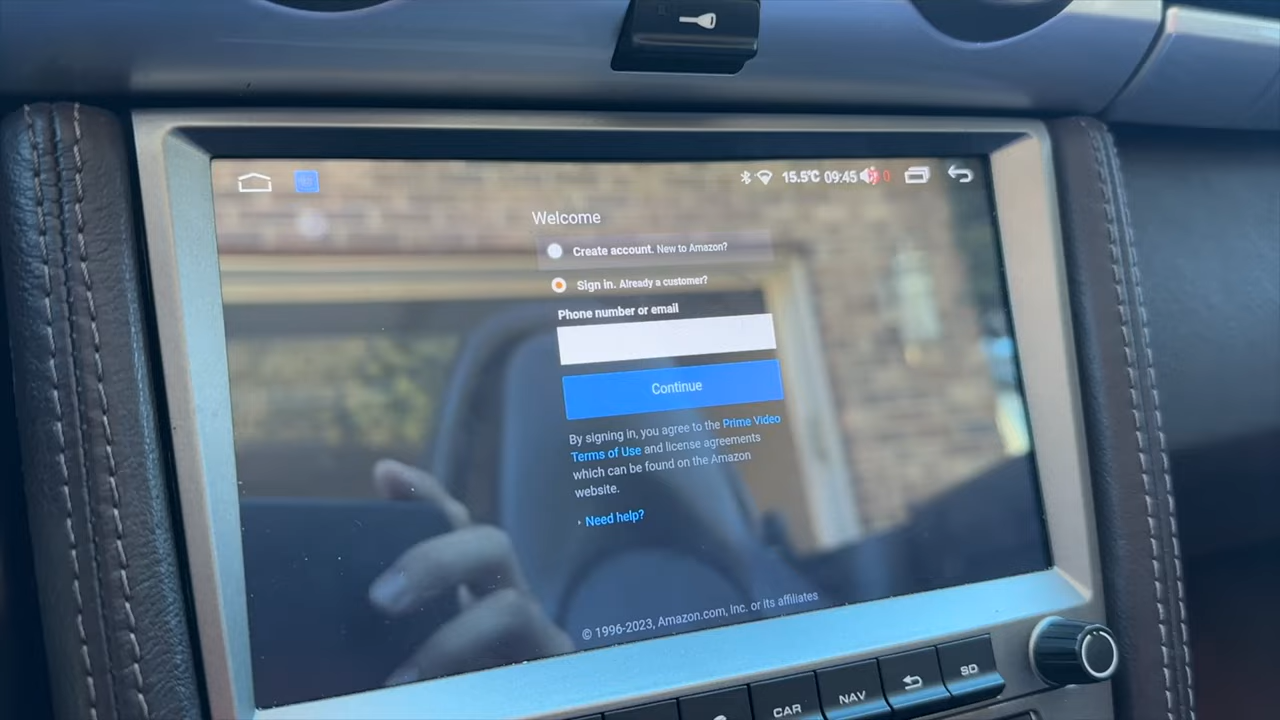 15.5℃ 09:45 0
Welcome
Create account. New to Amazon?
Sign in. Already a customer?
Phone number or email
Continue
By signing in, you agree to the Prime Video
Terms of Use and license agreements
which can be found on the Amazon
website.
Need help?
© 1996-2023, Amazon.com, Inc. or its affiliates
CAR
NAV
SD